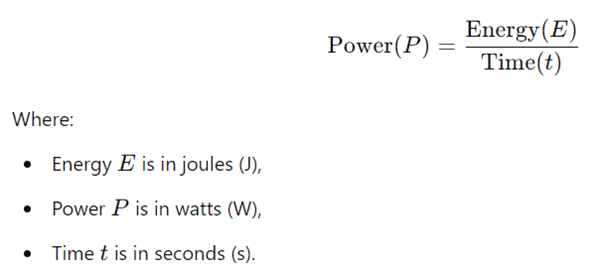 Power(P) = Energy(E) / Time(t)
Where:
• Energy E is in joules (J),
• Power P is in watts (W),
• Time t is in seconds (s).